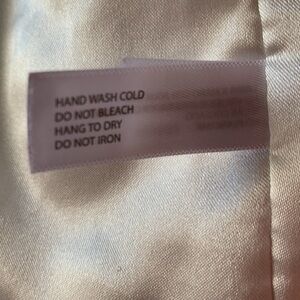 HAND WASH COLD
DO NOT BLEACH
HANG TO DRY
DO NOT IRON